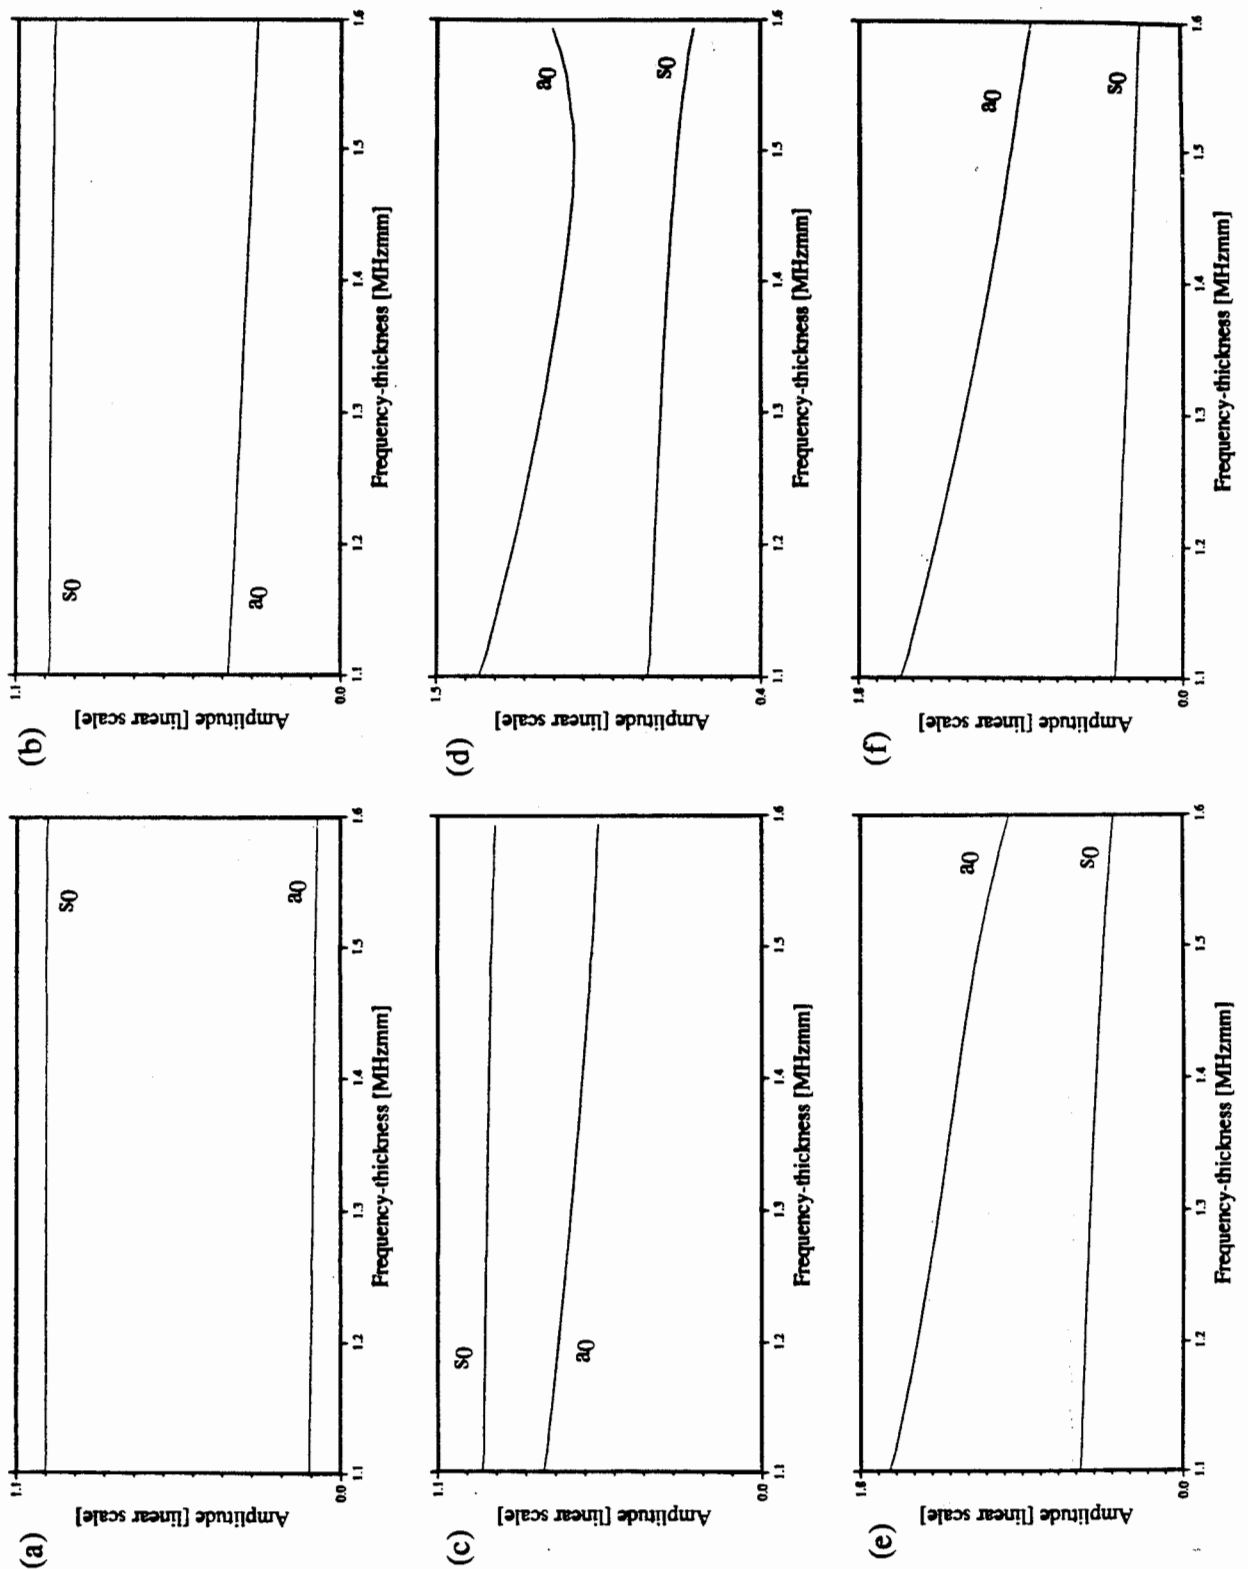 (a)
1.1
s0
a0
Amplitude [linear scale]
0.0
1.1 1.2 1.3 1.4 1.5 1.6
Frequency-thickness [MHzmm]
(b)
1.1
s0
a0
Amplitude [linear scale]
0.0
1.1 1.2 1.3 1.4 1.5 1.6
Frequency-thickness [MHzmm]
(c)
1.1
s0
a0
Amplitude [linear scale]
0.0
1.1 1.2 1.3 1.4 1.5 1.6
Frequency-thickness [MHzmm]
(d)
1.5
a0
s0
Amplitude [linear scale]
0.4
1.1 1.2 1.3 1.4 1.5 1.6
Frequency-thickness [MHzmm]
(e)
a0
s0
Amplitude [linear scale]
0.0
1.1 1.2 1.3 1.4 1.5 1.6
Frequency-thickness [MHzmm]
(f)
1.8
a0
s0
Amplitude [linear scale]
0.0
1.1 1.2 1.3 1.4 1.5 1.6
Frequency-thickness [MHzmm]